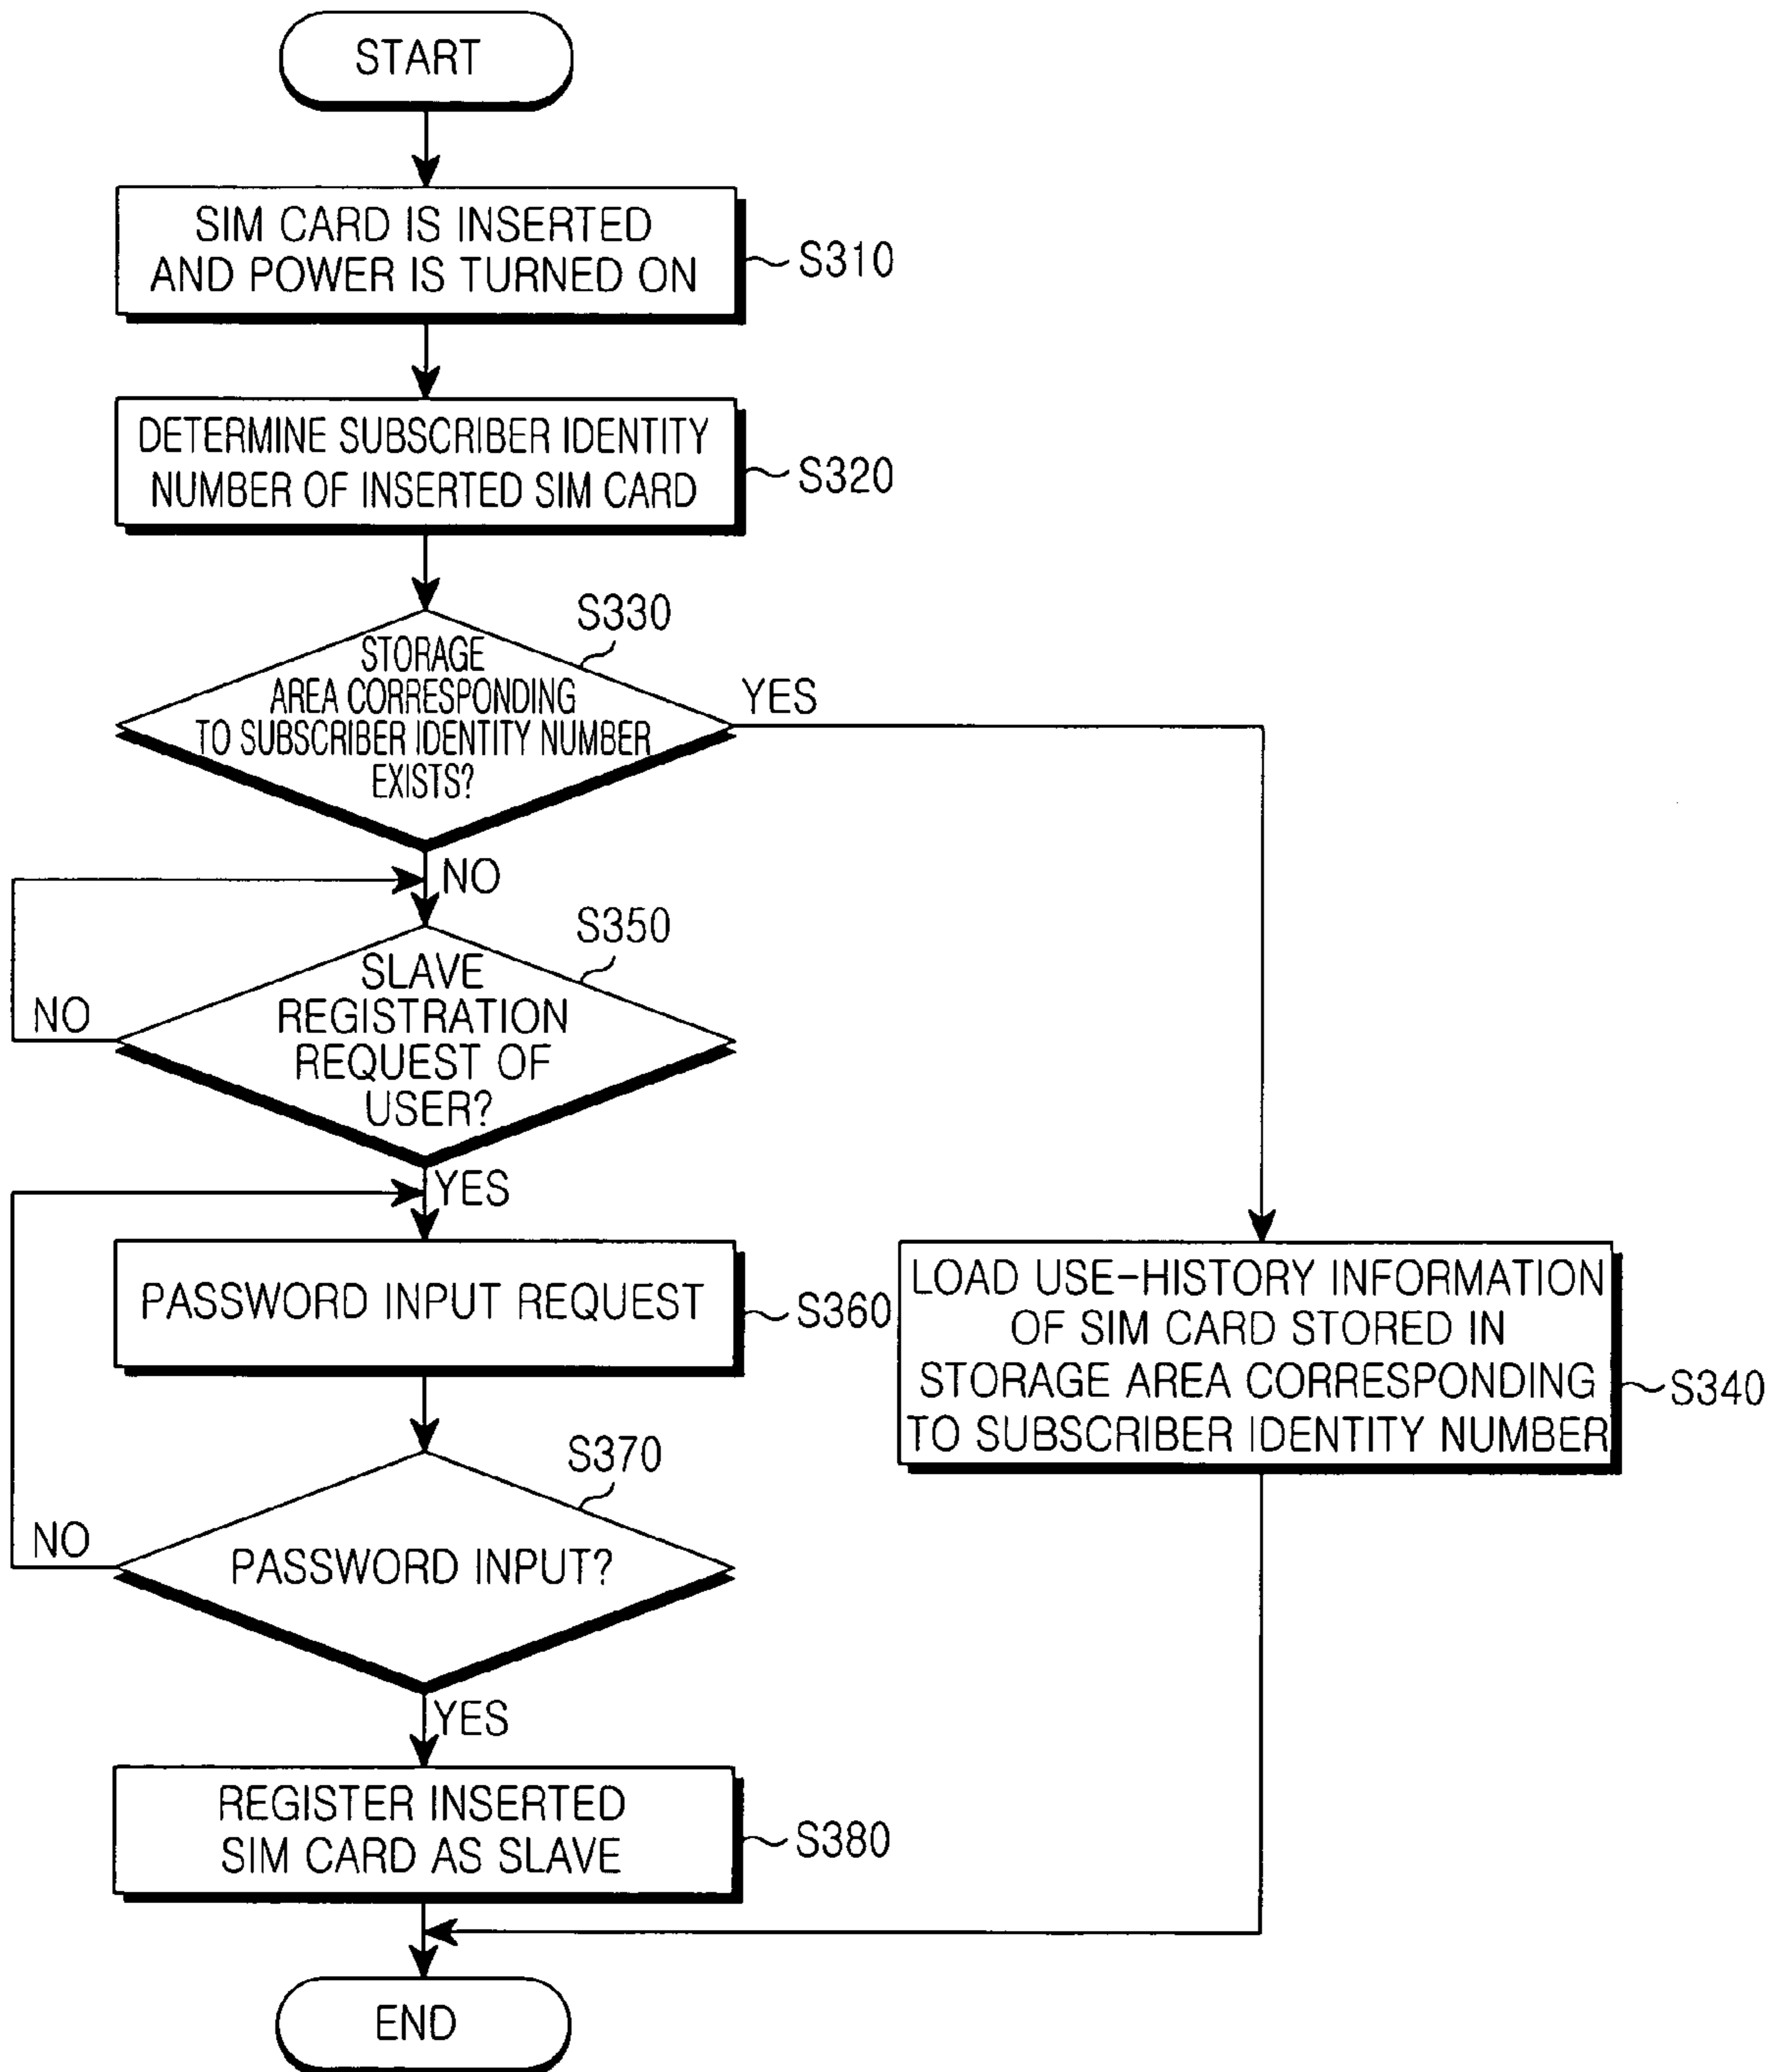 START
SIM CARD IS INSERTED
AND POWER IS TURNED ON
S310
DETERMINE SUBSCRIBER IDENTITY
NUMBER OF INSERTED SIM CARD
S320
S330
STORAGE
AREA CORRESPONDING
TO SUBSCRIBER IDENTITY NUMBER
EXISTS?
YES
NO
S350
SLAVE
REGISTRATION
REQUEST OF
USER?
NO
YES
PASSWORD INPUT REQUEST
S360
LOAD USE-HISTORY INFORMATION
OF SIM CARD STORED IN
STORAGE AREA CORRESPONDING
TO SUBSCRIBER IDENTITY NUMBER
S340
S370
PASSWORD INPUT?
NO
YES
REGISTER INSERTED
SIM CARD AS SLAVE
S380
END